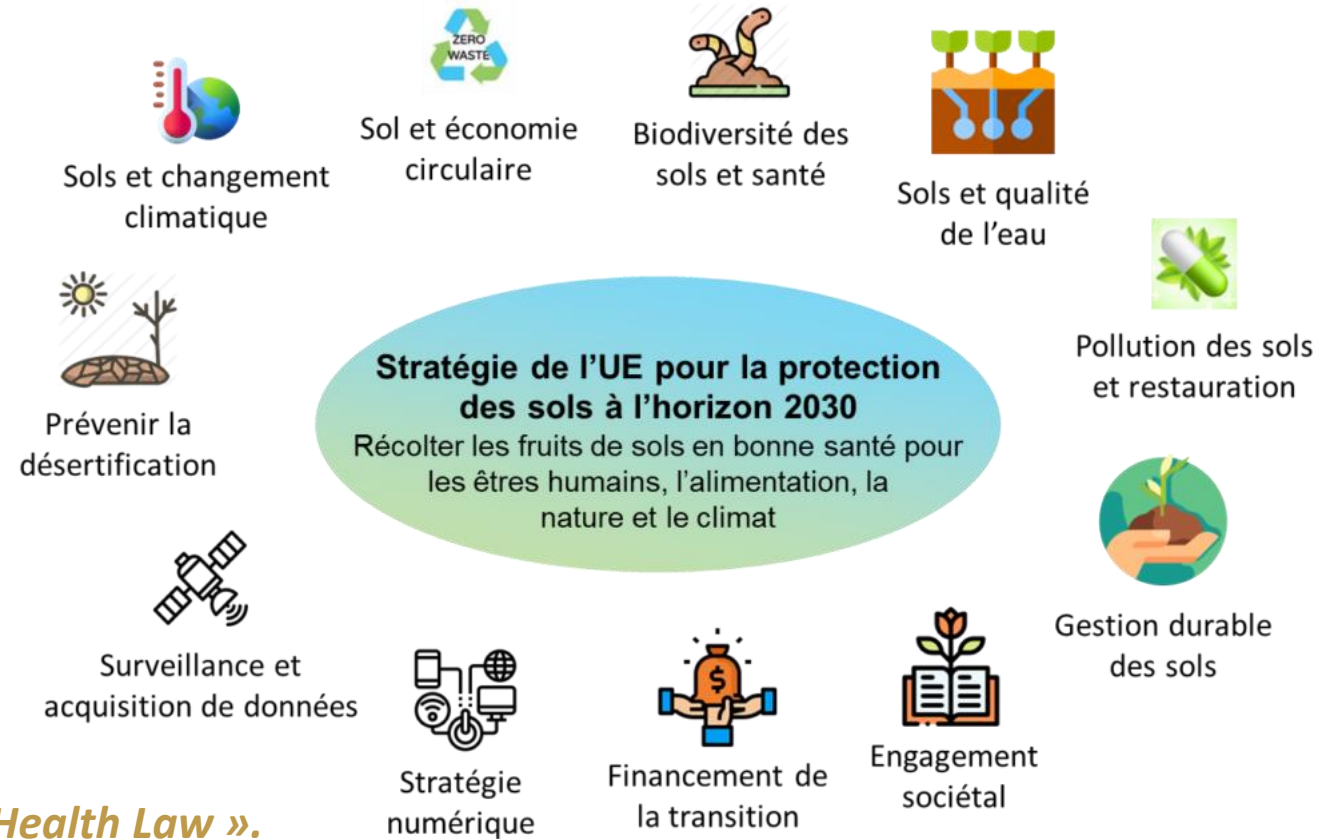 ZERO
WASTE
Sols et changement
climatique
Sol et économie
circulaire
Biodiversité des
sols et santé
Sols et qualité
de l'eau
Pollution des sols
et restauration
Stratégie de l'UE pour la protection
des sols à l'horizon 2030
Récolter les fruits de sols en bonne santé pour
les êtres humains, l'alimentation, la
nature et le climat
Prévenir la
désertification
Gestion durable
des sols
Surveillance et
acquisition de données
Stratégie
numérique
$
Financement de
la transition
Engagement
sociétal
Health Law ».